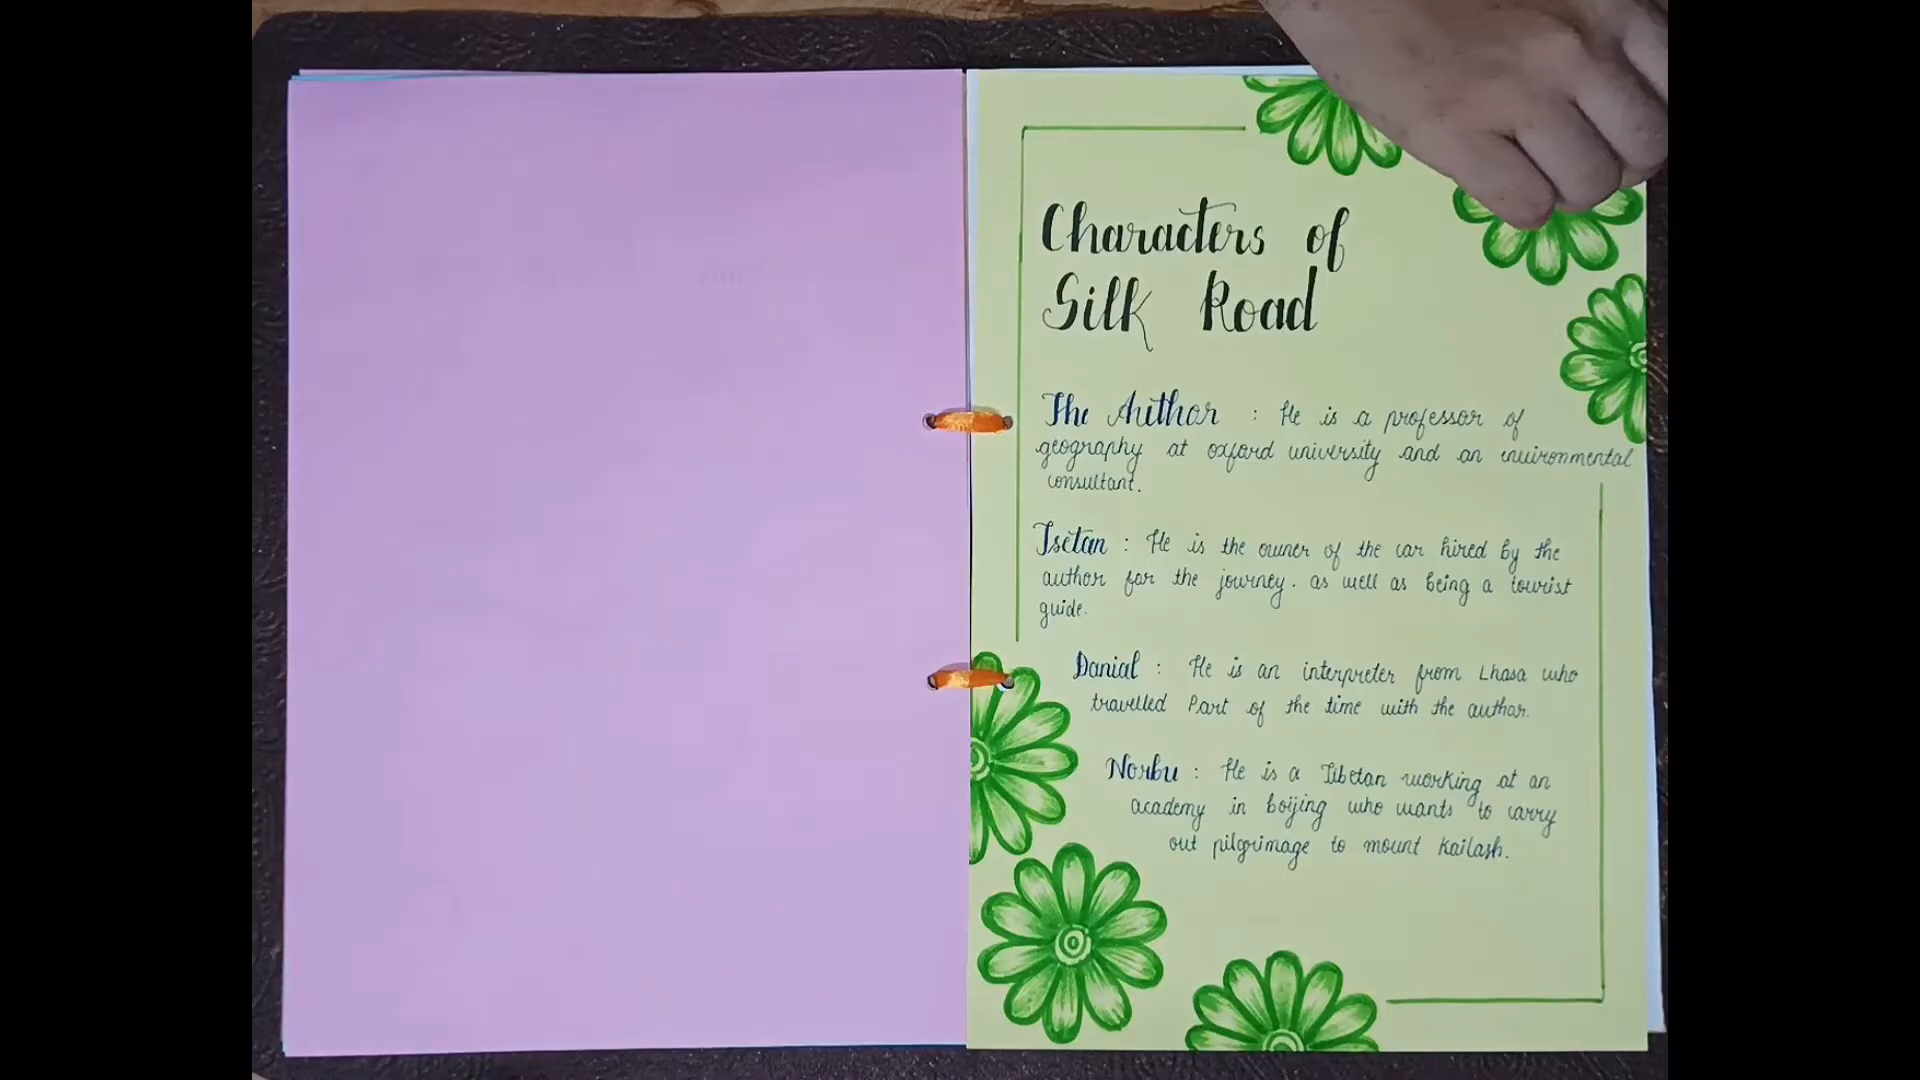 Characters of
Silk Road
The Author : He is a professor of
geography at oxford university and an enuironmental
consultant.
Tsetan : He is the owner of the car hired by the
author for the journey. as well as being a tourist
guide.
Danial : He is an interpreter from Lhasa who
travelled Part of the time with the author.
Norbu : He is a Tibetan working at an
academy in boijing who wants to carry
out pilgrimage to mount kailash.